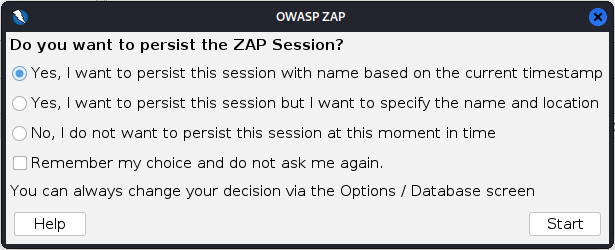 OWASP ZAP
Do you want to persist the ZAP Session?
Yes, I want to persist this session with name based on the current timestamp
Yes, I want to persist this session but I want to specify the name and location
No, I do not want to persist this session at this moment in time
Remember my choice and do not ask me again.
You can always change your decision via the Options / Database screen
Help
Start